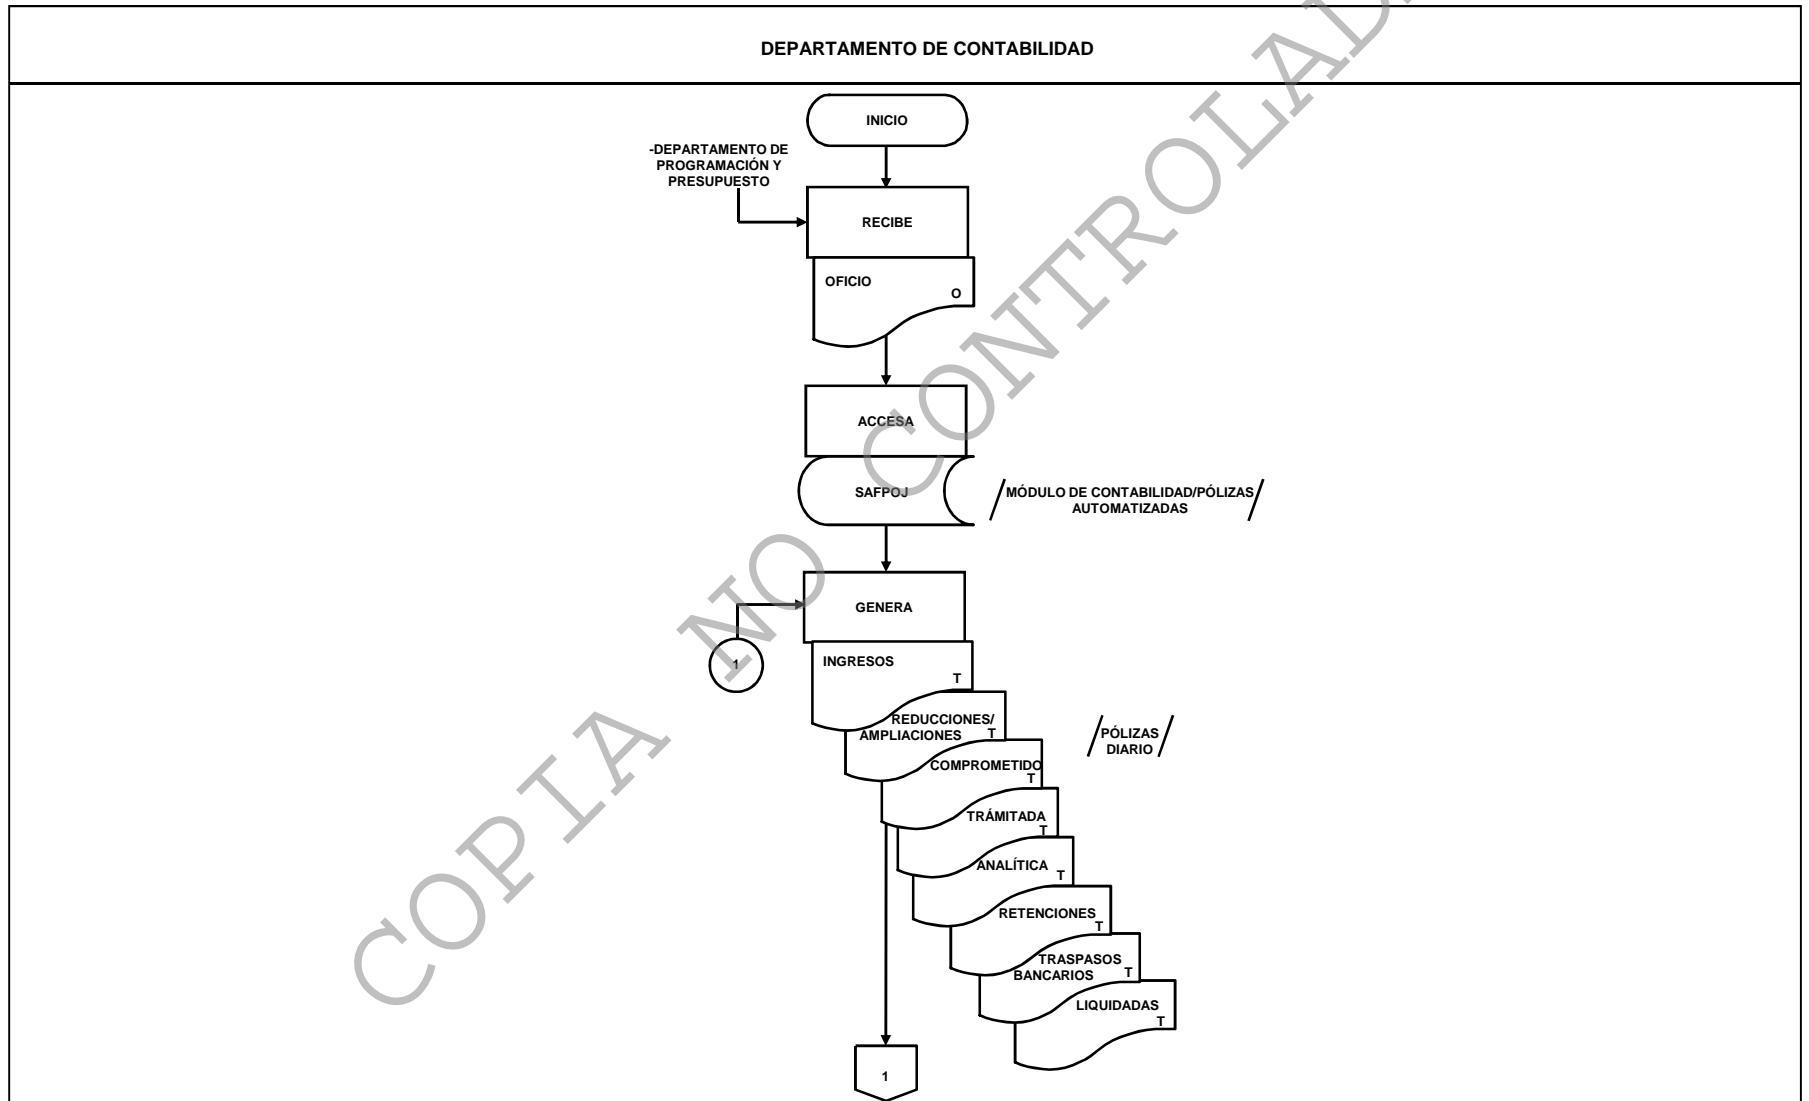 DEPARTAMENTO DE CONTABILIDAD
INICIO
-DEPARTAMENTO DE
PROGRAMACIÓN Y
PRESUPUESTO
RECIBE
OFICIO
O
ACCESA
SAFPOJ
MÓDULO DE CONTABILIDAD/PÓLIZAS
AUTOMATIZADAS
GENERA
1
INGRESOS
T
REDUCCIONES/
AMPLIACIONES
T
PÓLIZAS
DIARIO
COMPROMETIDO
T
TRÁMITADA
T
ANALÍTICA
T
RETENCIONES
T
TRASPASOS
BANCARIOS
T
LIQUIDADAS
T
1
COPIA NO CONTROLAD